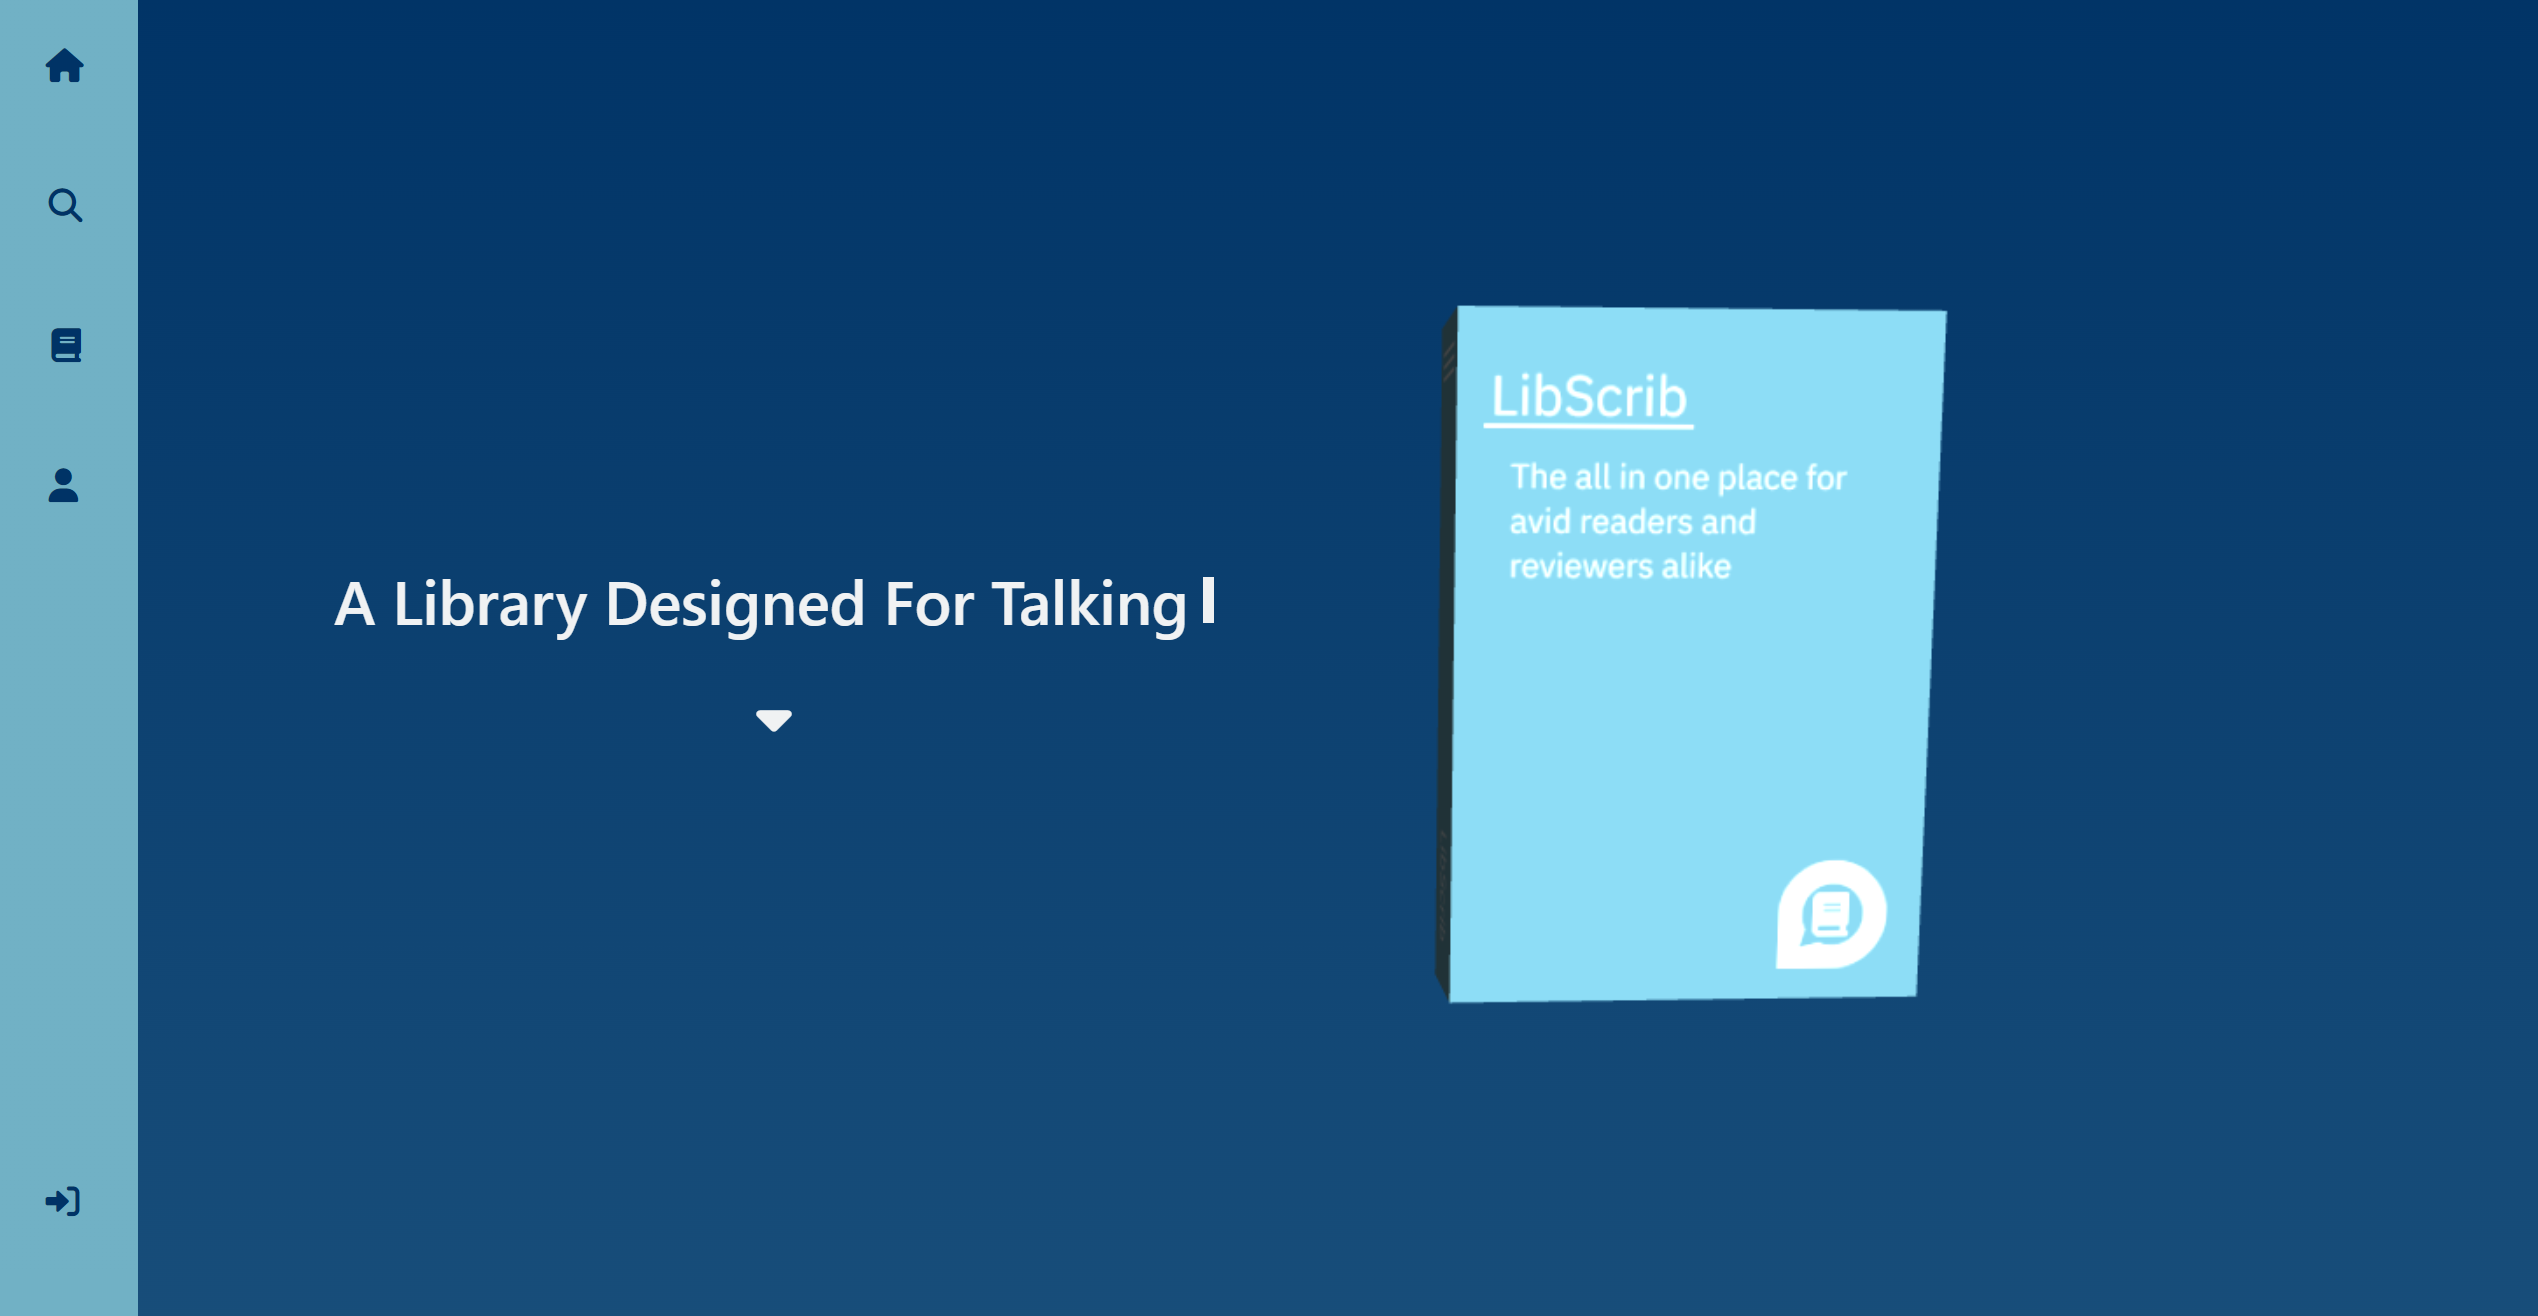 A Library Designed For Talking
LibScrib
The all in one place for
avid readers and
reviewers alike